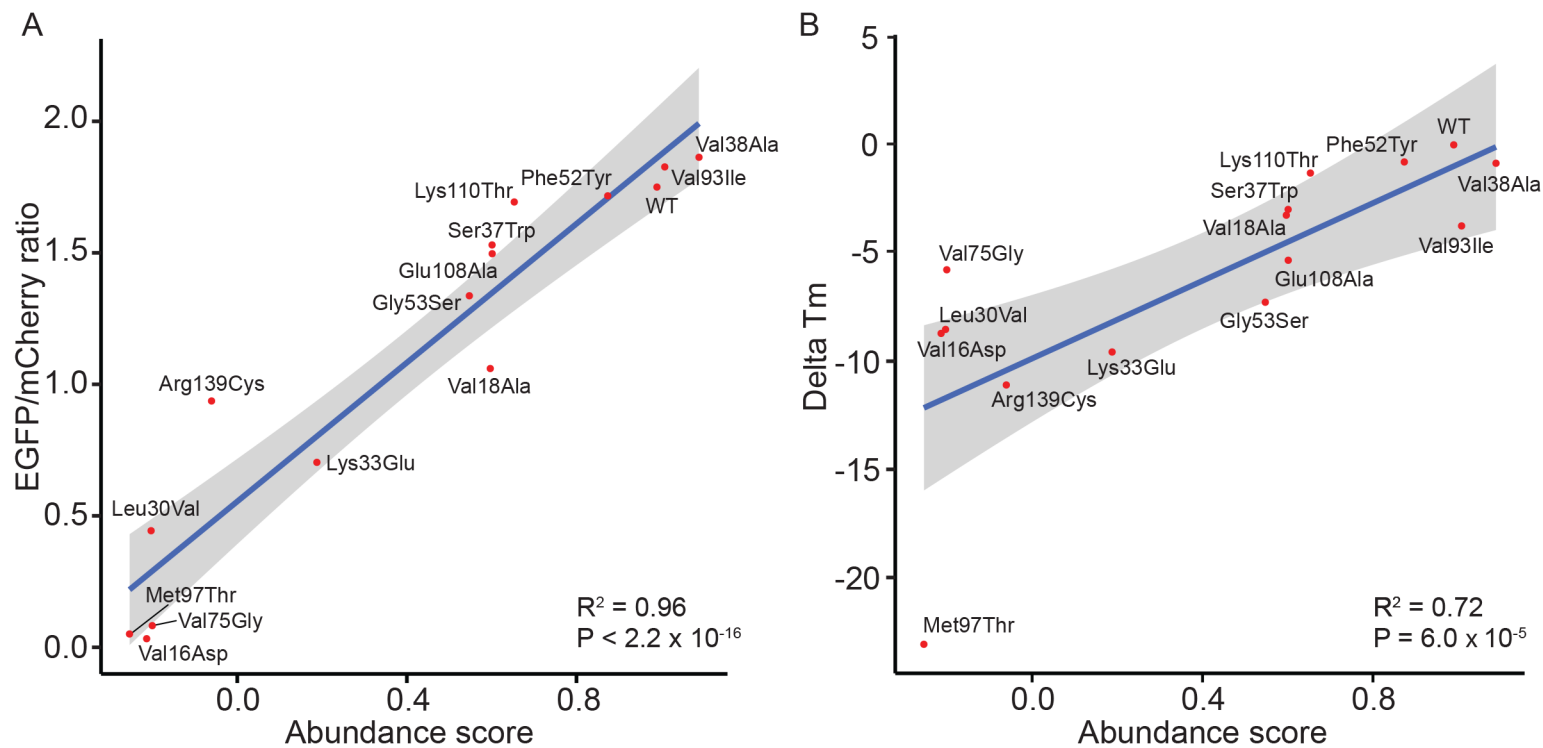 A
EGFP/mCherry ratio
2.0
1.5
1.0
0.5
0.0
Val38Ala
Phe52Tyr
Val93Ile
Lys110Thr
WT
Ser37Trp
Glu108Ala
Gly53Ser
Arg139Cys
Val18Ala
Lys33Glu
Leu30Val
Met97Thr
Val75Gly
Val16Asp
R² = 0.96
P < 2.2 x 10⁻¹⁶
0.0 0.4 0.8
Abundance score
B
Delta Tm
5
0
-5
-10
-15
-20
WT
Phe52Tyr
Lys110Thr
Val38Ala
Ser37Trp
Val18Ala
Val93Ile
Val75Gly
Glu108Ala
Leu30Val
Gly53Ser
Val16Asp
Lys33Glu
Arg139Cys
Met97Thr
R² = 0.72
P = 6.0 x 10⁻⁵
0.0 0.4 0.8
Abundance score